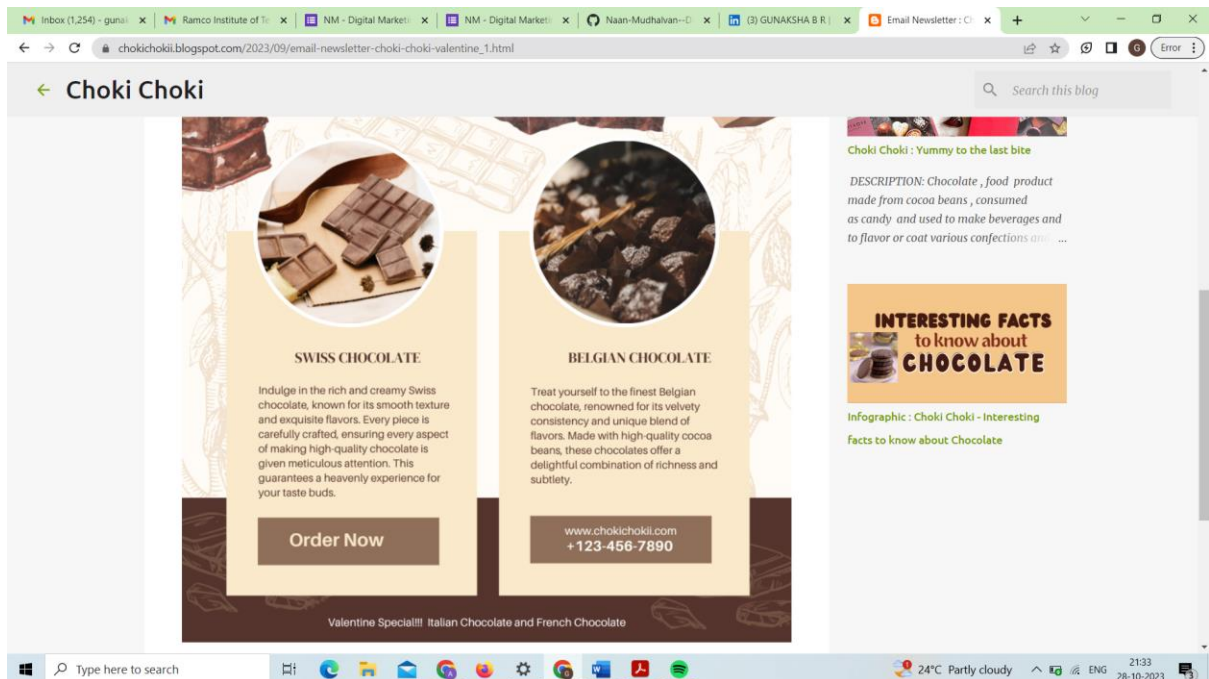 Inbox (1,254) - gunak
Ramco Institute of Te
NM - Digital Marketi
NM - Digital Marketi
Naan-Mudhalvan--D
(3) GUNAKSHA B R |
Email Newsletter : Ch
chokichokii.blogspot.com/2023/09/email-newsletter-choki-choki-valentine_1.html
G
Error
Choki Choki
Search this blog
SWISS CHOCOLATE
Indulge in the rich and creamy Swiss
chocolate, known for its smooth texture
and exquisite flavors. Every piece is
carefully crafted, ensuring every aspect
of making high-quality chocolate is
given meticulous attention. This
guarantees a heavenly experience for
your taste buds.
Order Now
BELGIAN CHOCOLATE
Treat yourself to the finest Belgian
chocolate, renowned for its velvety
consistency and unique blend of
flavors. Made with high-quality cocoa
beans, these chocolates offer a
delightful combination of richness and
subtlety.
www.chokichokii.com
+123-456-7890
Valentine Special!!! Italian Chocolate and French Chocolate
Choki Choki : Yummy to the last bite
DESCRIPTION: Chocolate , food product
made from cocoa beans , consumed
as candy and used to make beverages and
to flavor or coat various confections an ...
INTERESTING FACTS
to know about
CHOCOLATE
Infographic : Choki Choki - Interesting
facts to know about Chocolate
Type here to search
24°C Partly cloudy
ENG
21:33
28-10-2023